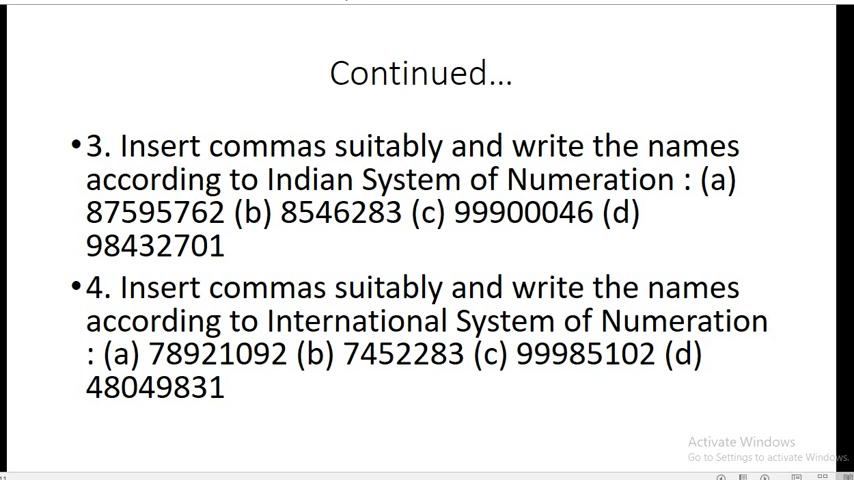 Continued...
•3. Insert commas suitably and write the names
according to Indian System of Numeration : (a)
87595762 (b) 8546283 (c) 99900046 (d)
98432701
•4. Insert commas suitably and write the names
according to International System of Numeration
: (a) 78921092 (b) 7452283 (c) 99985102 (d)
48049831
Activate Windows
Go to Settings to activate Windows.